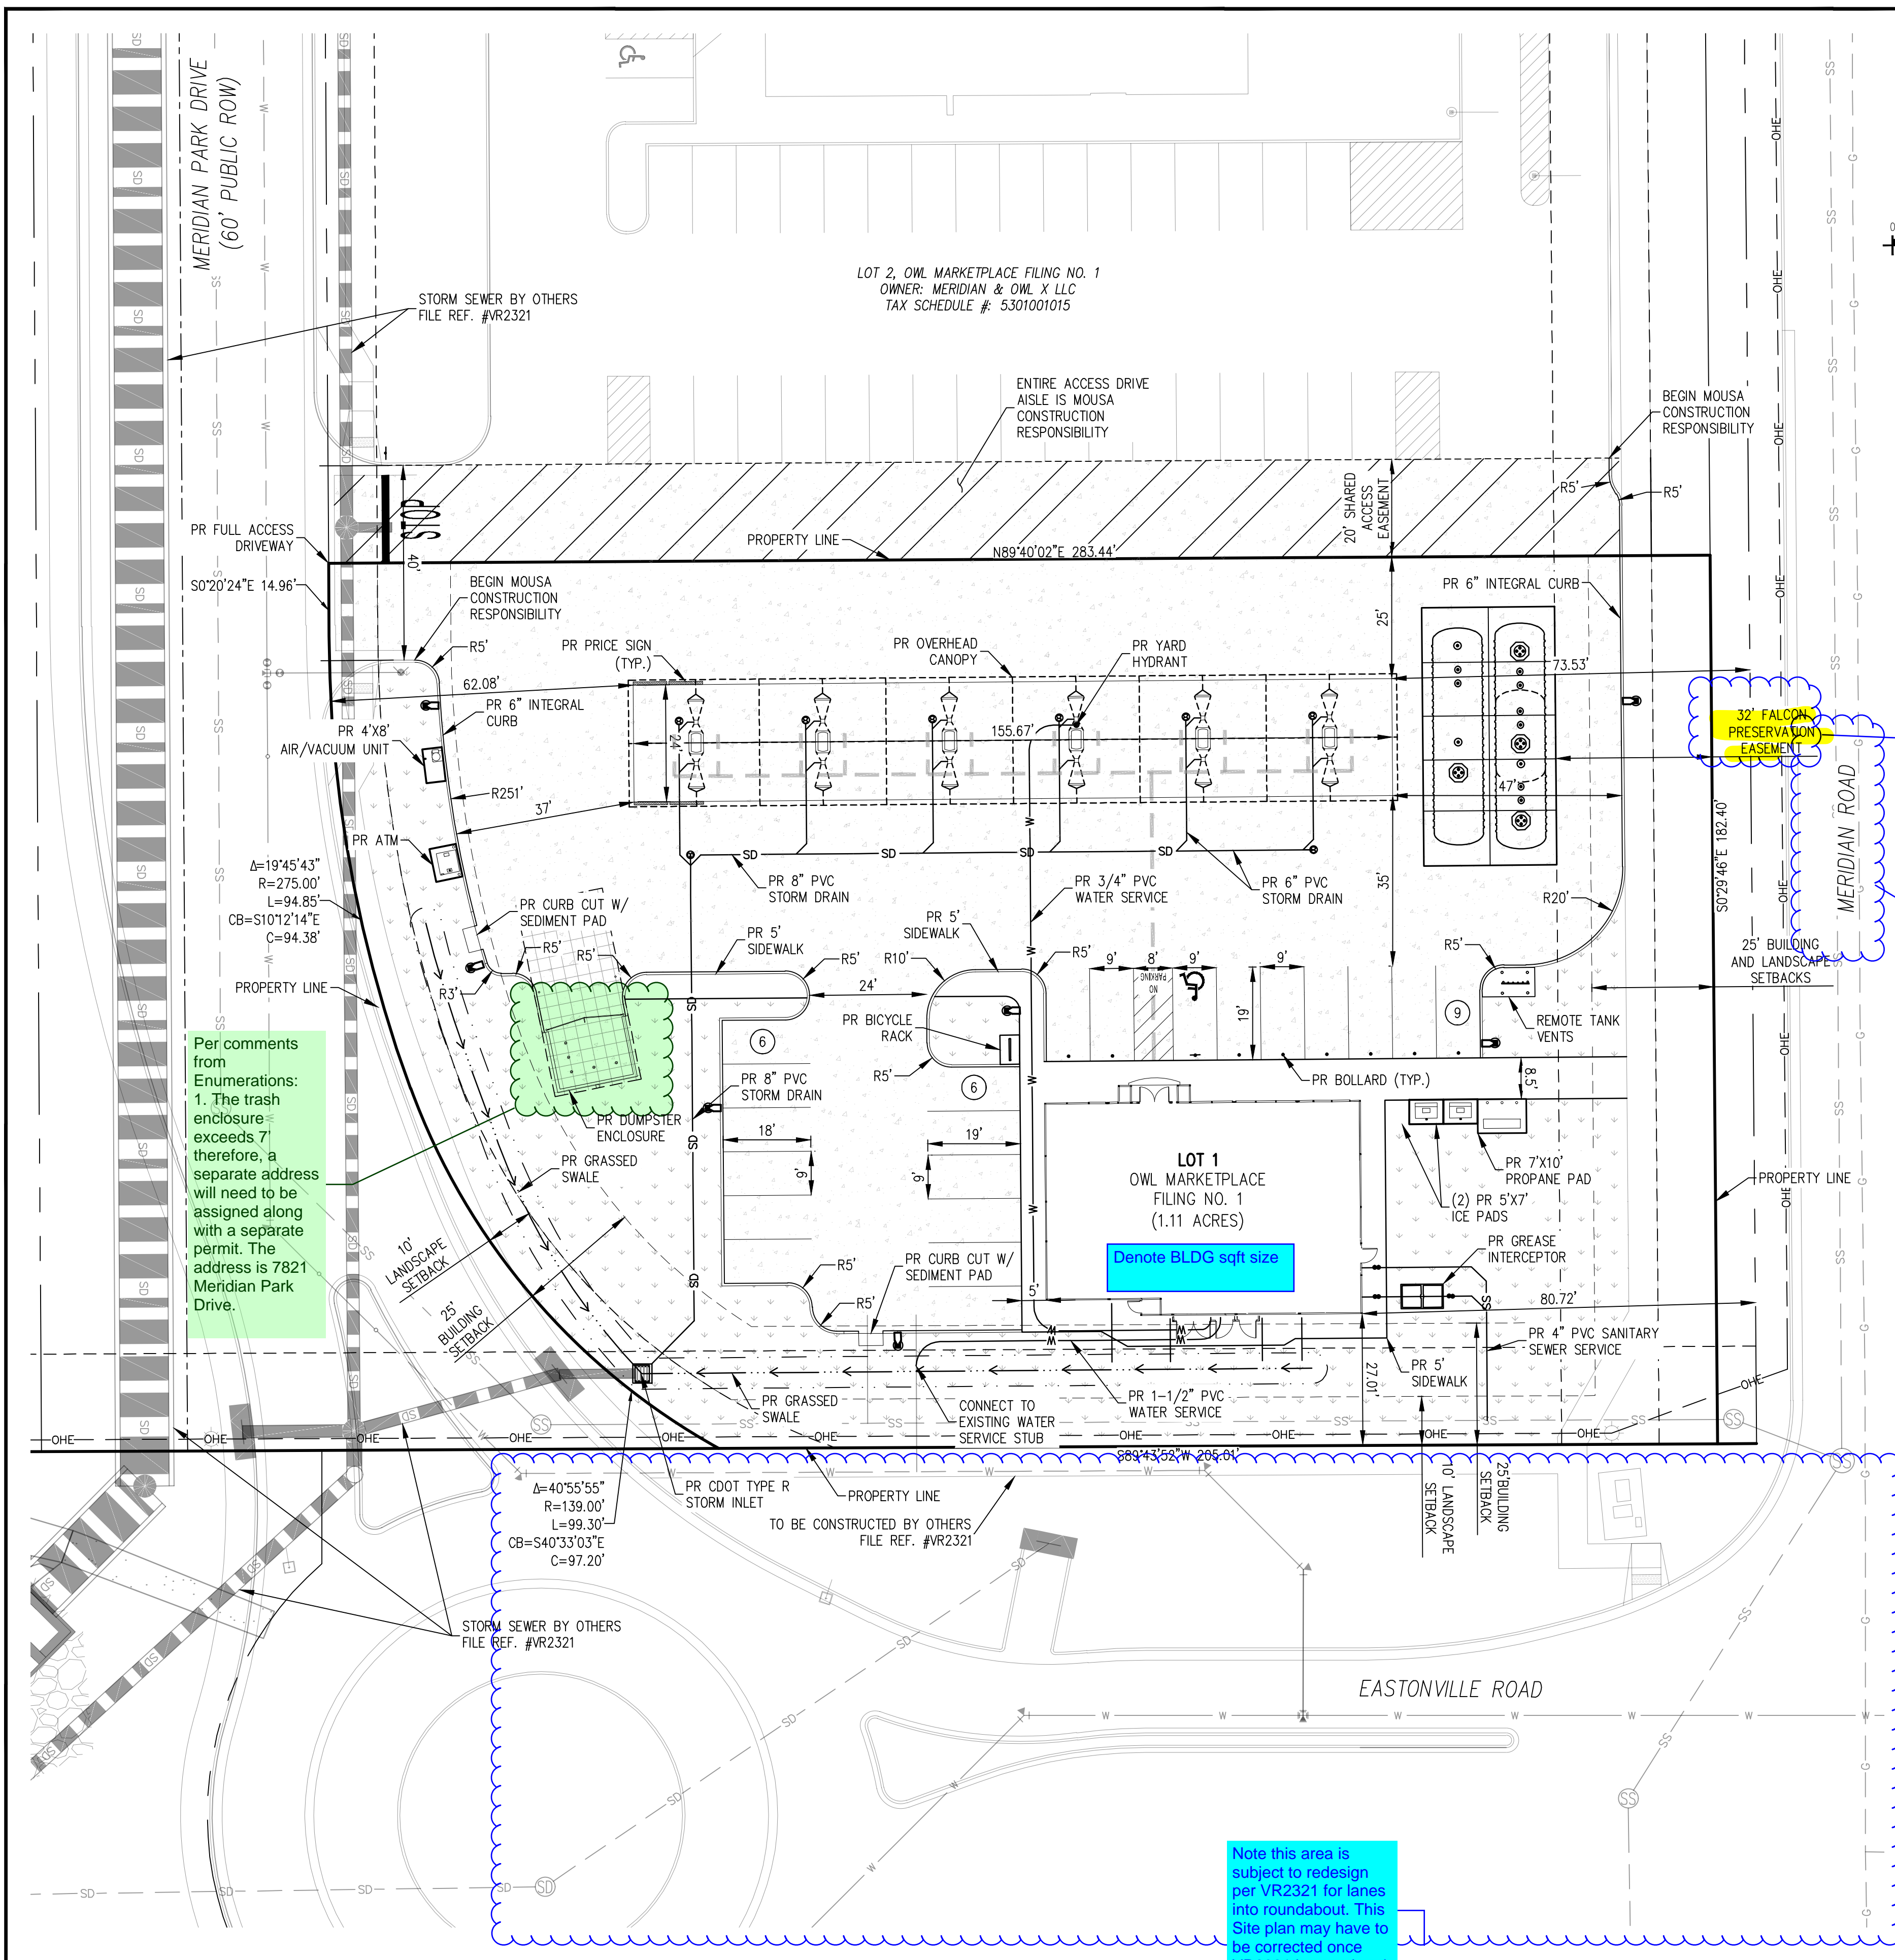 MERIDIAN PARK DRIVE
(60' PUBLIC ROW)
STORM SEWER BY OTHERS
FILE REF. #VR2321
LOT 2, OWL MARKETPLACE FILING NO. 1
OWNER: MERIDIAN & OWL X LLC
TAX SCHEDULE #: 5301001015
ENTIRE ACCESS DRIVE
AISLE IS MOUSA
CONSTRUCTION
RESPONSIBILITY
BEGIN MOUSA
CONSTRUCTION
RESPONSIBILITY
R5'
R5'
20' SHARED
ACCESS
EASEMENT
STOP
40'
PR FULL ACCESS
DRIVEWAY
PROPERTY LINE
N89°40'02"E 283.44'
S0°20'24"E 14.96'
BEGIN MOUSA
CONSTRUCTION
RESPONSIBILITY
R5'
PR PRICE SIGN
(TYP.)
PR OVERHEAD
CANOPY
PR YARD
HYDRANT
25'
PR 6" INTEGRAL CURB
73.53'
62.08'
PR 6" INTEGRAL
CURB
PR 4'X8'
AIR/VACUUM UNIT
24'
155.67'
47'
32' FALCON
PRESERVATION
EASEMENT
MERIDIAN ROAD
S0°29'46"E 182.40'
R251'
37'
PR ATM
Δ=19°45'43"
R=275.00'
L=94.85'
CB=S10°12'14"E
C=94.38'
PR 8" PVC
STORM DRAIN
PR 3/4" PVC
WATER SERVICE
PR 6" PVC
STORM DRAIN
35'
R20'
PR CURB CUT W/
SEDIMENT PAD
R5'
R5'
R3'
PR 5'
SIDEWALK
R5'
PR 5'
SIDEWALK
R10'
R5'
24'
9'
8'
9'
9'
NO
PARKING
19'
R5'
25' BUILDING
AND LANDSCAPE
SETBACKS
PROPERTY LINE
6
PR BICYCLE
RACK
9
REMOTE TANK
VENTS
R5'
6
PR BOLLARD (TYP.)
8.5'
Per comments
from
Enumerations:
1. The trash
enclosure
exceeds 7'
therefore, a
separate address
will need to be
assigned along
with a separate
permit. The
address is 7821
Meridian Park
Drive.
PR 8" PVC
STORM DRAIN
PR DUMPSTER
ENCLOSURE
18'
9'
19'
9'
PR GRASSED
SWALE
LOT 1
OWL MARKETPLACE
FILING NO. 1
(1.11 ACRES)
Denote BLDG sqft size
PR 7'X10'
PROPANE PAD
(2) PR 5'X7'
ICE PADS
PROPERTY LINE
PR GREASE
INTERCEPTOR
10'
LANDSCAPE
SETBACK
25'
BUILDING
SETBACK
R5'
R5'
PR CURB CUT W/
SEDIMENT PAD
5'
80.72'
PR 4" PVC SANITARY
SEWER SERVICE
PR 5'
SIDEWALK
27.01'
PR GRASSED
SWALE
CONNECT TO
EXISTING WATER
SERVICE STUB
PR 1-1/2" PVC
WATER SERVICE
S89°43'52"W 205.01'
Δ=40°55'55"
R=139.00'
L=99.30'
CB=S40°33'03"E
C=97.20'
PR CDOT TYPE R
STORM INLET
PROPERTY LINE
TO BE CONSTRUCTED BY OTHERS
FILE REF. #VR2321
10' LANDSCAPE
SETBACK
25'BUILDING
SETBACK
STORM SEWER BY OTHERS
FILE REF. #VR2321
EASTONVILLE ROAD
Note this area is
subject to redesign
per VR2321 for lanes
into roundabout. This
Site plan may have to
be corrected once